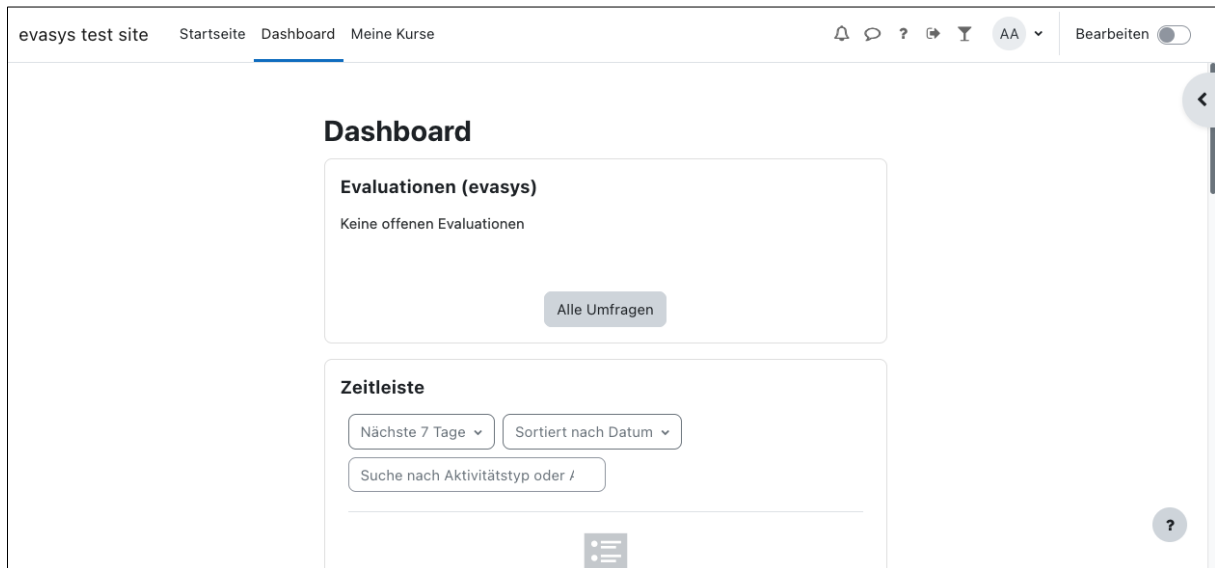 evasys test site Startseite Dashboard Meine Kurse ? AA Bearbeiten
Dashboard
Evaluationen (evasys)
Keine offenen Evaluationen
Alle Umfragen
Zeitleiste
Nächste 7 Tage Sortiert nach Datum
Suche nach Aktivitätstyp oder
?